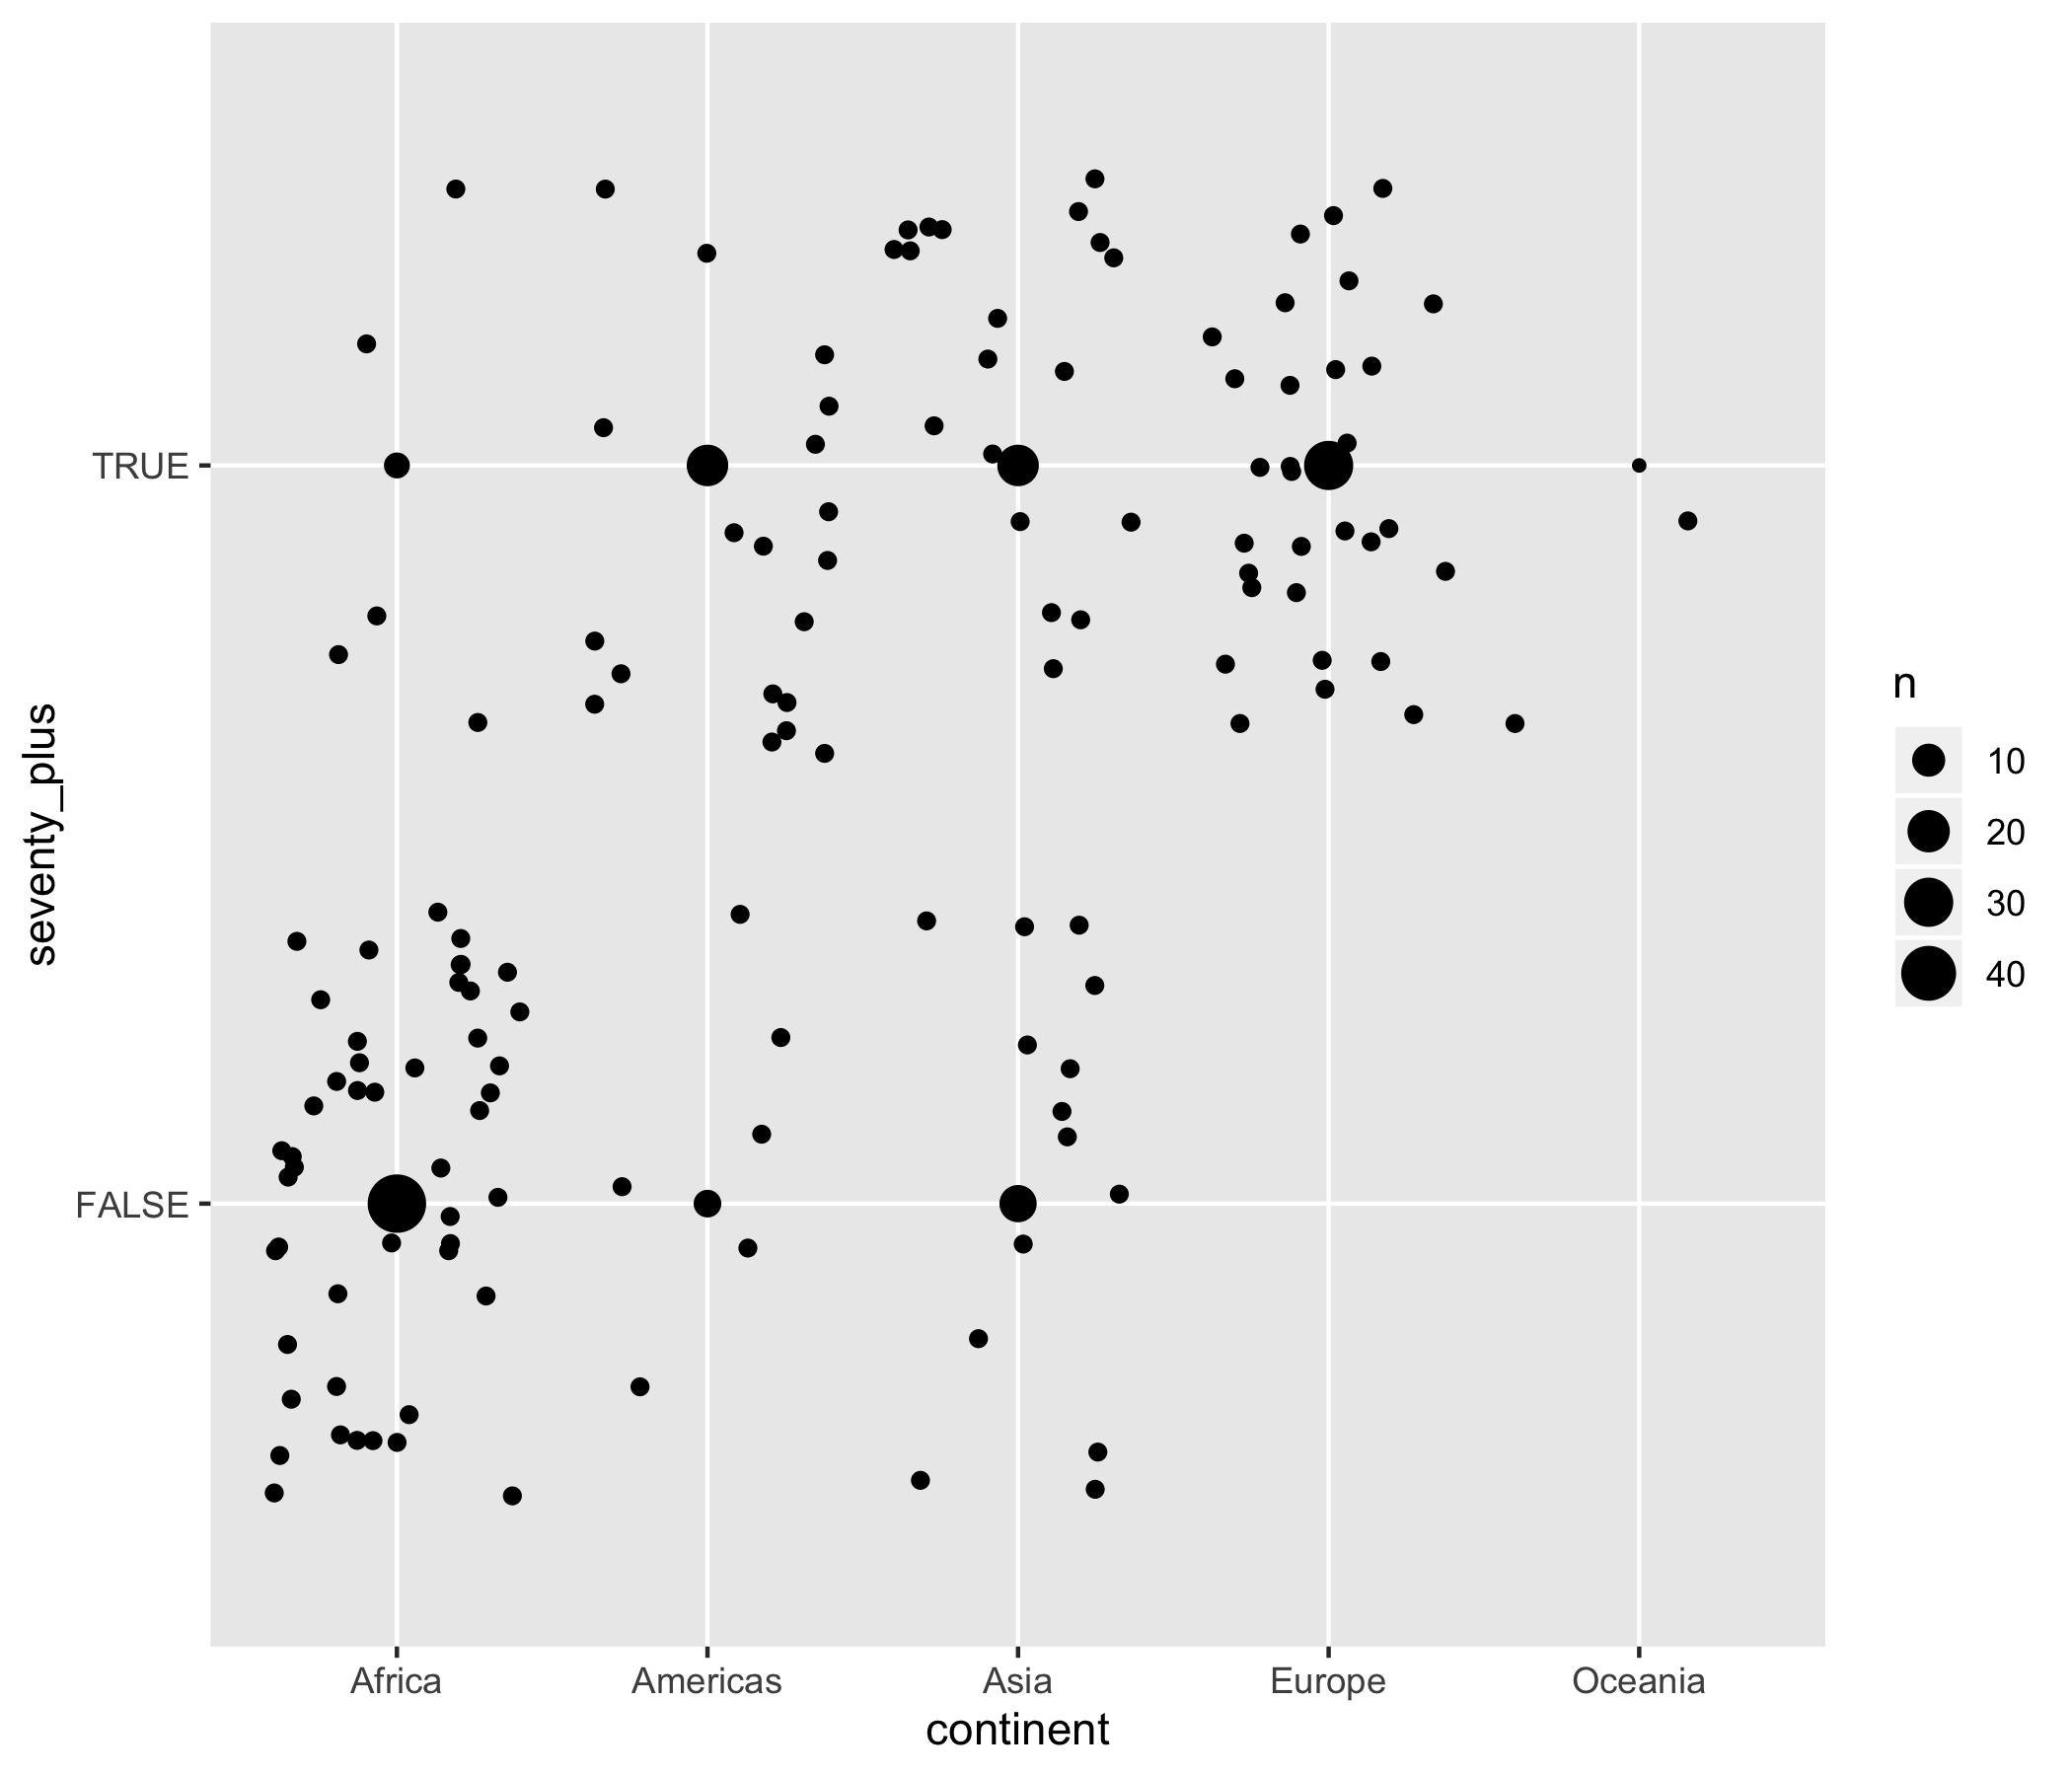 seventy_plus
TRUE
FALSE
Africa
Americas
Asia
Europe
Oceania
continent
n
10
20
30
40